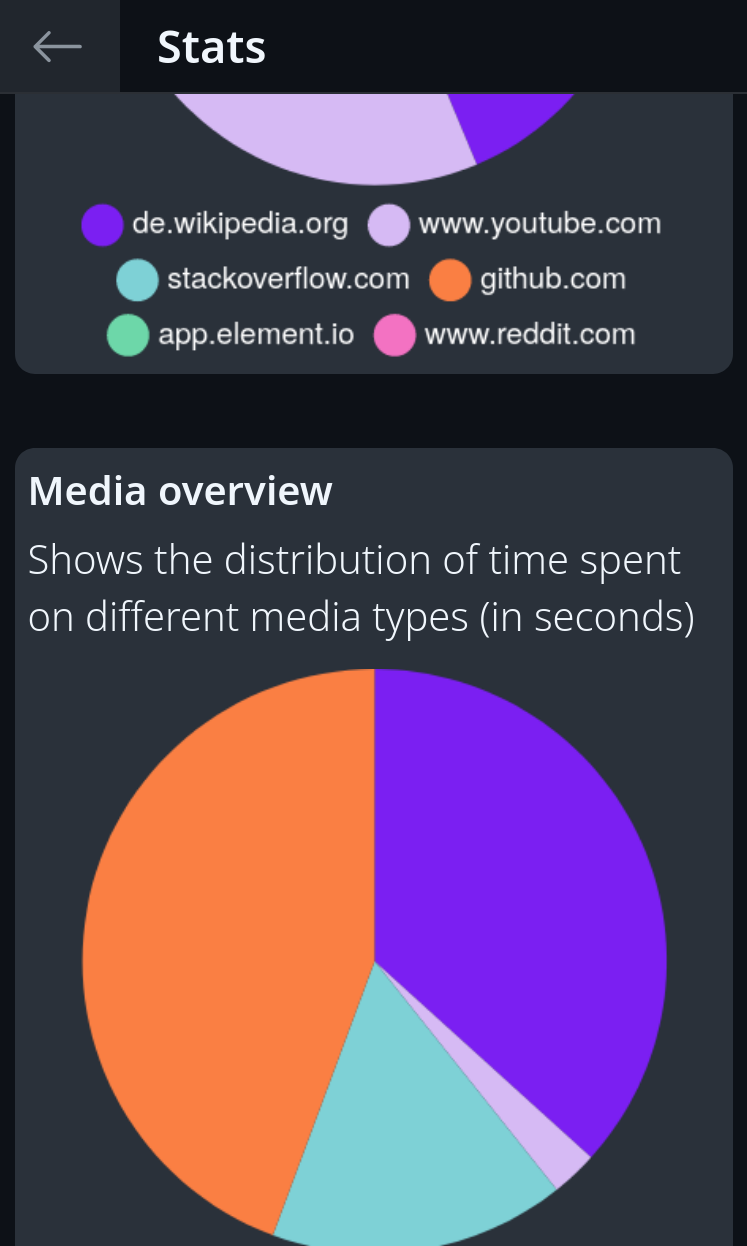 Stats
de.wikipedia.org www.youtube.com
stackoverflow.com github.com
app.element.io www.reddit.com
Media overview
Shows the distribution of time spent
on different media types (in seconds)